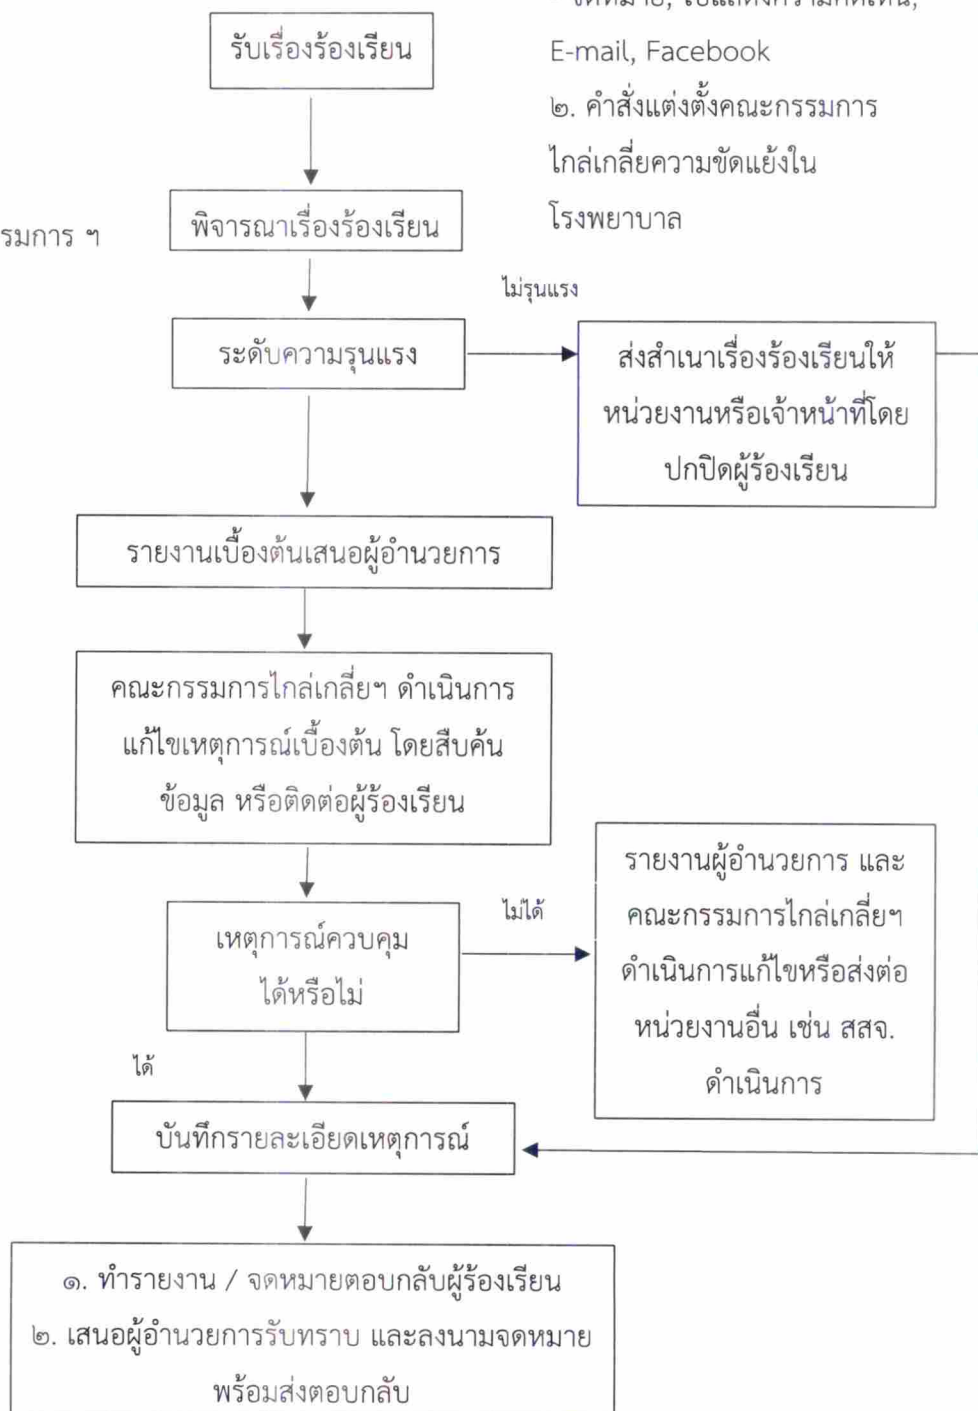 รับเรื่องร้องเรียน
E-mail, Facebook
๒. คำสั่งแต่งตั้งคณะกรรมการ
ไกล่เกลี่ยความขัดแย้งใน
โรงพยาบาล
พิจารณาเรื่องร้องเรียน
รมการ ฯ
ไม่รุนแรง
ระดับความรุนแรง
ส่งสำเนาเรื่องร้องเรียนให้
หน่วยงานหรือเจ้าหน้าที่โดย
ปกปิดผู้ร้องเรียน
รายงานเบื้องต้นเสนอผู้อำนวยการ
คณะกรรมการไกล่เกลี่ยฯ ดำเนินการ
แก้ไขเหตุการณ์เบื้องต้น โดยสืบค้น
ข้อมูล หรือติดต่อผู้ร้องเรียน
เหตุการณ์ควบคุม
ได้หรือไม่
ไม่ได้
รายงานผู้อำนวยการ และ
คณะกรรมการไกล่เกลี่ยฯ
ดำเนินการแก้ไขหรือส่งต่อ
หน่วยงานอื่น เช่น สสจ.
ดำเนินการ
ได้
บันทึกรายละเอียดเหตุการณ์
๑. ทำรายงาน / จดหมายตอบกลับผู้ร้องเรียน
๒. เสนอผู้อำนวยการรับทราบ และลงนามจดหมาย
พร้อมส่งตอบกลับ